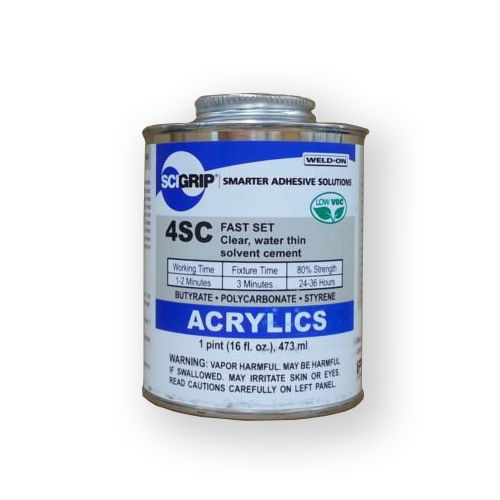 WELD-ON
SCIGRIP® SMARTER ADHESIVE SOLUTIONS
LOW VOC
4SC
FAST SET
Clear, water thin
solvent cement
Working Time Fixture Time 80% Strength
1-2 Minutes 3 Minutes 24-36 Hours
BUTYRATE • POLYCARBONATE • STYRENE
ACRYLICS
1 pint (16 fl. oz.), 473 ml
WARNING: VAPOR HARMFUL. MAY BE HARMFUL
IF SWALLOWED. MAY IRRITATE SKIN OR EYES.
READ CAUTIONS CAREFULLY ON LEFT PANEL.